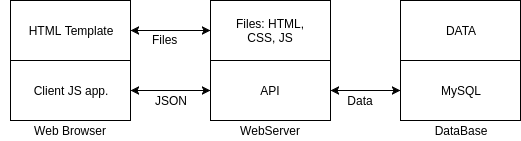 HTML Template
Files
Files: HTML,
CSS, JS
DATA
Client JS app.
JSON
API
Data
MySQL
Web Browser
WebServer
DataBase